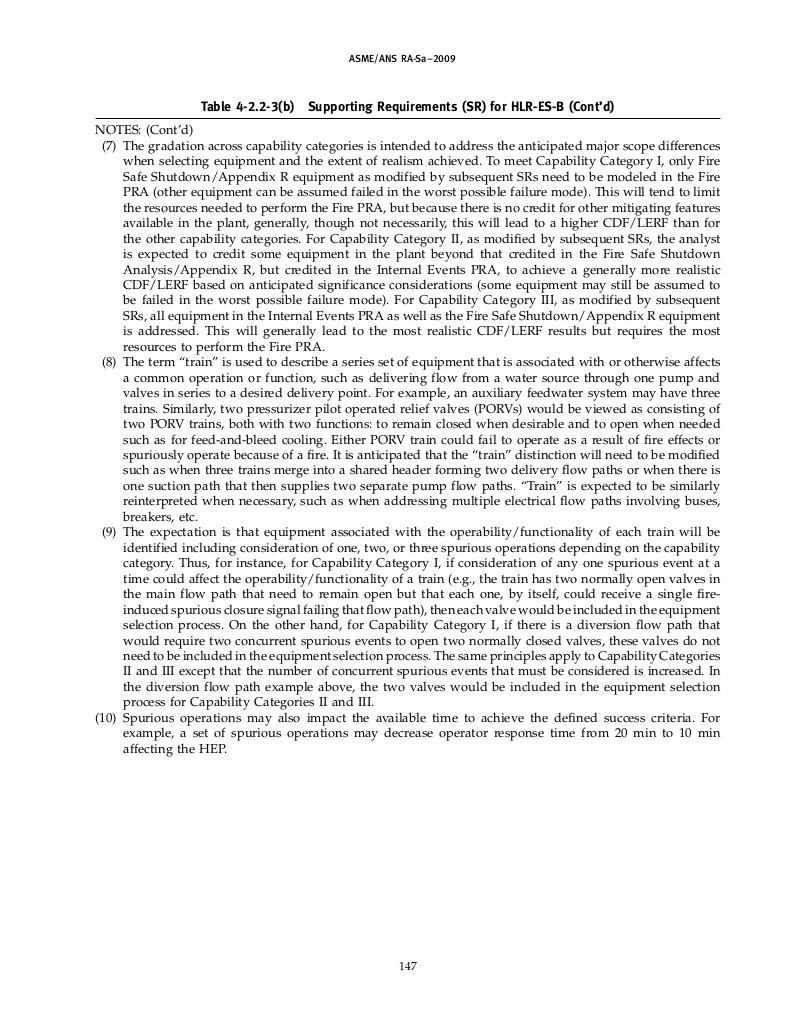 ASME/ANS RA-Sa–2009
Table 4-2.2-3(b) Supporting Requirements (SR) for HLR-ES-B (Cont'd)
NOTES: (Cont'd)
(7) The gradation across capability categories is intended to address the anticipated major scope differences
when selecting equipment and the extent of realism achieved. To meet Capability Category I, only Fire
Safe Shutdown/Appendix R equipment as modified by subsequent SRs need to be modeled in the Fire
PRA (other equipment can be assumed failed in the worst possible failure mode). This will tend to limit
the resources needed to perform the Fire PRA, but because there is no credit for other mitigating features
available in the plant, generally, though not necessarily, this will lead to a higher CDF/LERF than for
the other capability categories. For Capability Category II, as modified by subsequent SRs, the analyst
is expected to credit some equipment in the plant beyond that credited in the Fire Safe Shutdown
Analysis/Appendix R, but credited in the Internal Events PRA, to achieve a generally more realistic
CDF/LERF based on anticipated significance considerations (some equipment may still be assumed to
be failed in the worst possible failure mode). For Capability Category III, as modified by subsequent
SRs, all equipment in the Internal Events PRA as well as the Fire Safe Shutdown/Appendix R equipment
is addressed. This will generally lead to the most realistic CDF/LERF results but requires the most
resources to perform the Fire PRA.
(8) The term “train” is used to describe a series set of equipment that is associated with or otherwise affects
a common operation or function, such as delivering flow from a water source through one pump and
valves in series to a desired delivery point. For example, an auxiliary feedwater system may have three
trains. Similarly, two pressurizer pilot operated relief valves (PORVs) would be viewed as consisting of
two PORV trains, both with two functions: to remain closed when desirable and to open when needed
such as for feed-and-bleed cooling. Either PORV train could fail to operate as a result of fire effects or
spuriously operate because of a fire. It is anticipated that the “train” distinction will need to be modified
such as when three trains merge into a shared header forming two delivery flow paths or when there is
one suction path that then supplies two separate pump flow paths. “Train” is expected to be similarly
reinterpreted when necessary, such as when addressing multiple electrical flow paths involving buses,
breakers, etc.
(9) The expectation is that equipment associated with the operability/functionality of each train will be
identified including consideration of one, two, or three spurious operations depending on the capability
category. Thus, for instance, for Capability Category I, if consideration of any one spurious event at a
time could affect the operability/functionality of a train (e.g., the train has two normally open valves in
the main flow path that need to remain open but that each one, by itself, could receive a single fire-
induced spurious closure signal failing that flow path), then each valve would be included in the equipment
selection process. On the other hand, for Capability Category I, if there is a diversion flow path that
would require two concurrent spurious events to open two normally closed valves, these valves do not
need to be included in the equipment selection process. The same principles apply to Capability Categories
II and III except that the number of concurrent spurious events that must be considered is increased. In
the diversion flow path example above, the two valves would be included in the equipment selection
process for Capability Categories II and III.
(10) Spurious operations may also impact the available time to achieve the defined success criteria. For
example, a set of spurious operations may decrease operator response time from 20 min to 10 min
affecting the HEP.
147